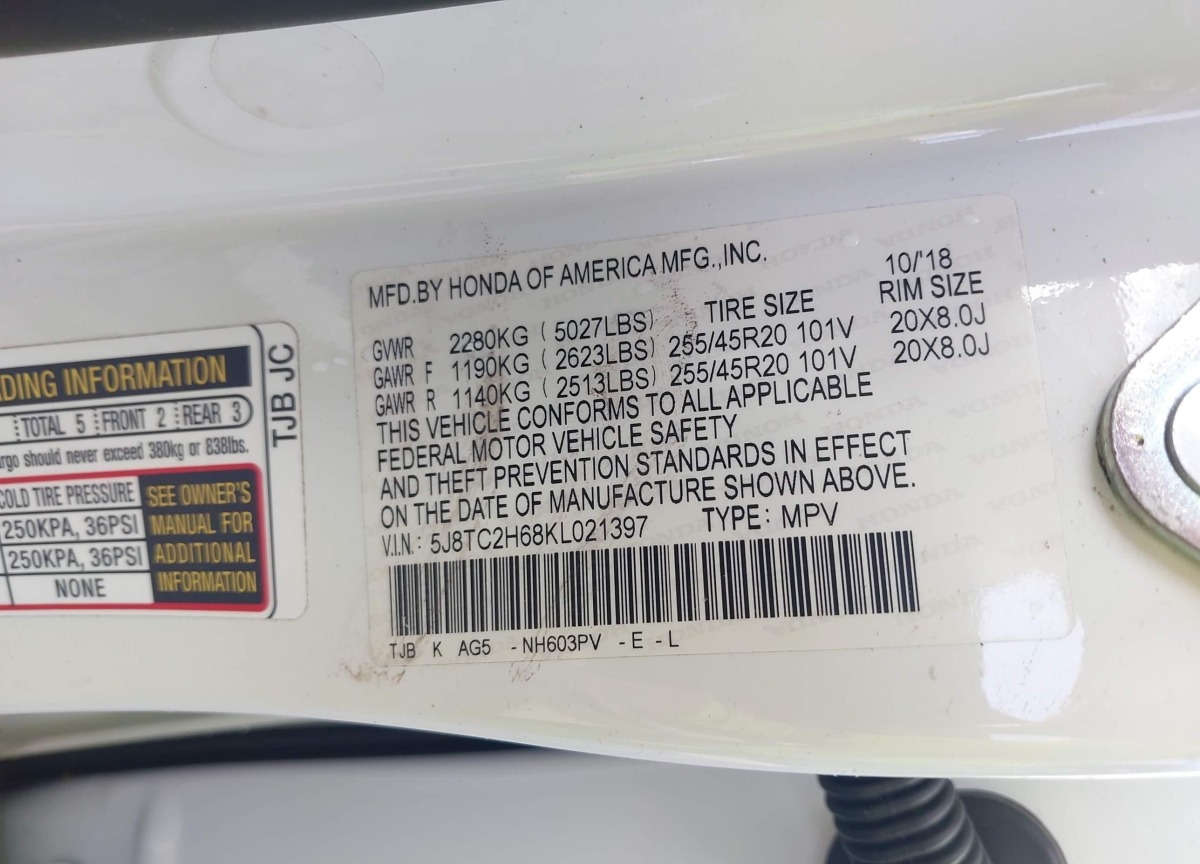 DING INFORMATION
TOTAL 5 FRONT 2 REAR 3
rgo should never exceed 380kg or 838lbs.
COLD TIRE PRESSURE
250KPA, 36PSI
250KPA, 36PSI
NONE
SEE OWNER'S
MANUAL FOR
ADDITIONAL
INFORMATION
TJB JC
MFD.BY HONDA OF AMERICA MFG.,INC. 10/'18
TIRE SIZE RIM SIZE
GVWR 2280KG (5027LBS)
GAWR F 1190KG (2623LBS) 255/45R20 101V 20X8.0J
GAWR R 1140KG (2513LBS) 255/45R20 101V 20X8.0J
THIS VEHICLE CONFORMS TO ALL APPLICABLE
FEDERAL MOTOR VEHICLE SAFETY
AND THEFT PREVENTION STANDARDS IN EFFECT
ON THE DATE OF MANUFACTURE SHOWN ABOVE.
V.I.N.: 5J8TC2H68KL021397 TYPE: MPV
TJB K AG5 -NH603PV -E -L